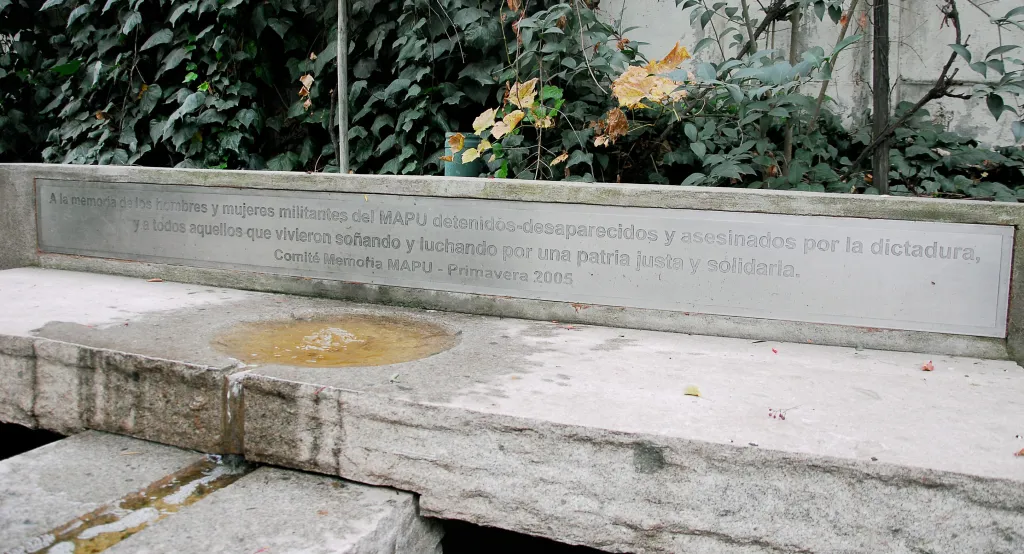 A la memoria de los hombres y mujeres militantes del MAPU detenidos-desaparecidos y asesinados por la dictadura,
y a todos aquellos que vivieron soñando y luchando por una patria justa y solidaria.
Comité Memoria MAPU - Primavera 2005